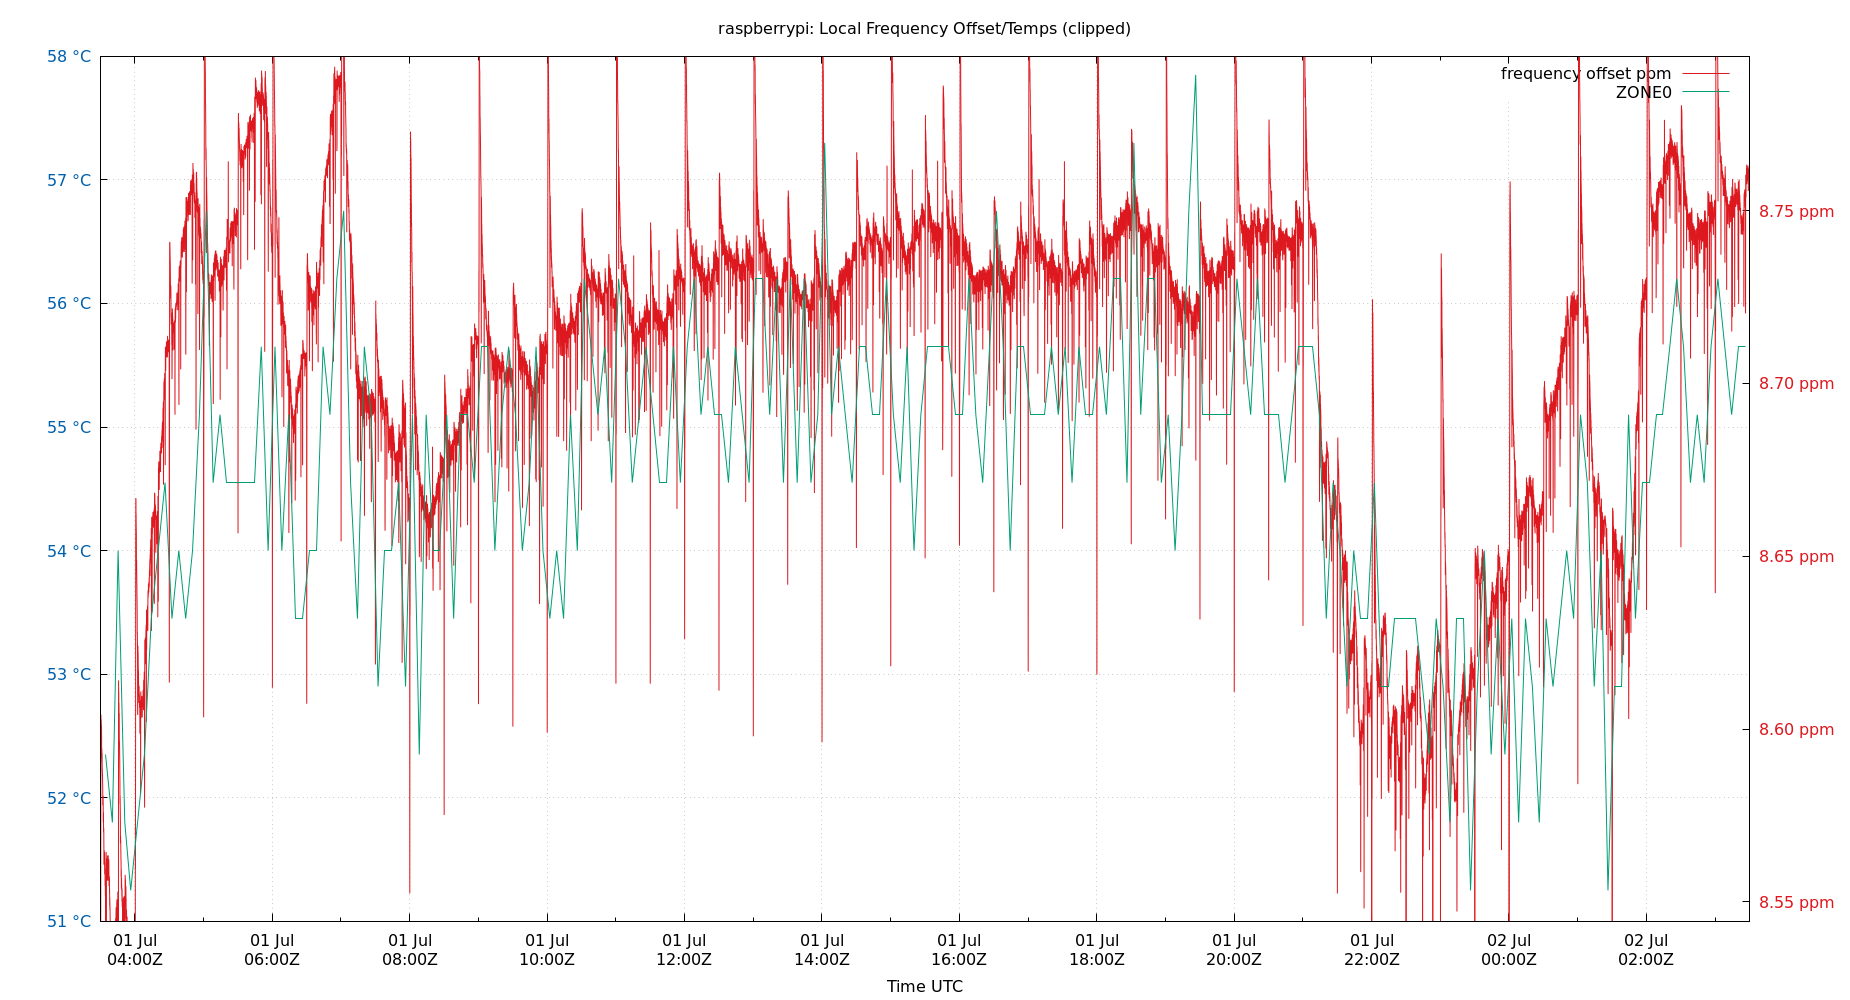 raspberrypi: Local Frequency Offset/Temps (clipped)
58 °C
57 °C
56 °C
55 °C
54 °C
53 °C
52 °C
51 °C
frequency offset ppm
ZONE0
8.75 ppm
8.70 ppm
8.65 ppm
8.60 ppm
8.55 ppm
01 Jul
04:00Z
01 Jul
06:00Z
01 Jul
08:00Z
01 Jul
10:00Z
01 Jul
12:00Z
01 Jul
14:00Z
01 Jul
16:00Z
01 Jul
18:00Z
01 Jul
20:00Z
01 Jul
22:00Z
02 Jul
00:00Z
02 Jul
02:00Z
Time UTC